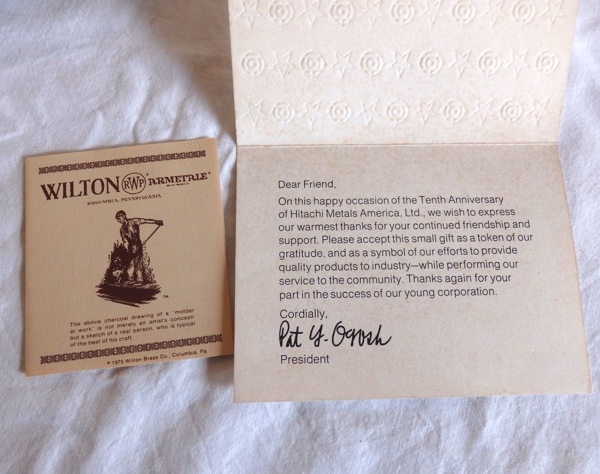 WILTON RWP ARMETALE
COLUMBIA, PENNSYLVANIA
TM
The above charcoal drawing of a "molder
at work" is not merely an artist's concept—
but a sketch of a real person, who is typical
of the best of his craft.
© 1975 Wilton Brass Co., Columbia, Pa.
Dear Friend,
On this happy occasion of the Tenth Anniversary
of Hitachi Metals America, Ltd., we wish to express
our warmest thanks for your continued friendship and
support. Please accept this small gift as a token of our
gratitude, and as a symbol of our efforts to provide
quality products to industry—while performing our
service to the community. Thanks again for your
part in the success of our young corporation.
Cordially,
Pat Y. Ogosh
President